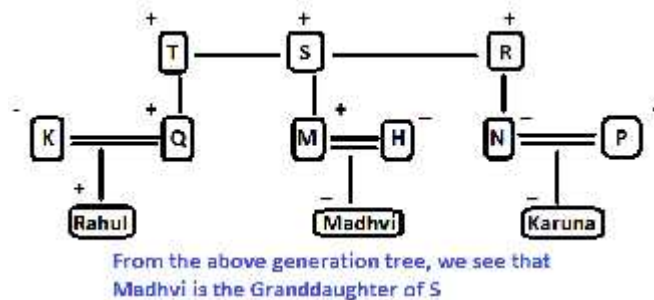 + + +
T S R
- + + - -
K Q M H N P
+ - -
Rahul Madhvi Karuna
From the above generation tree, we see that
Madhvi is the Granddaughter of S